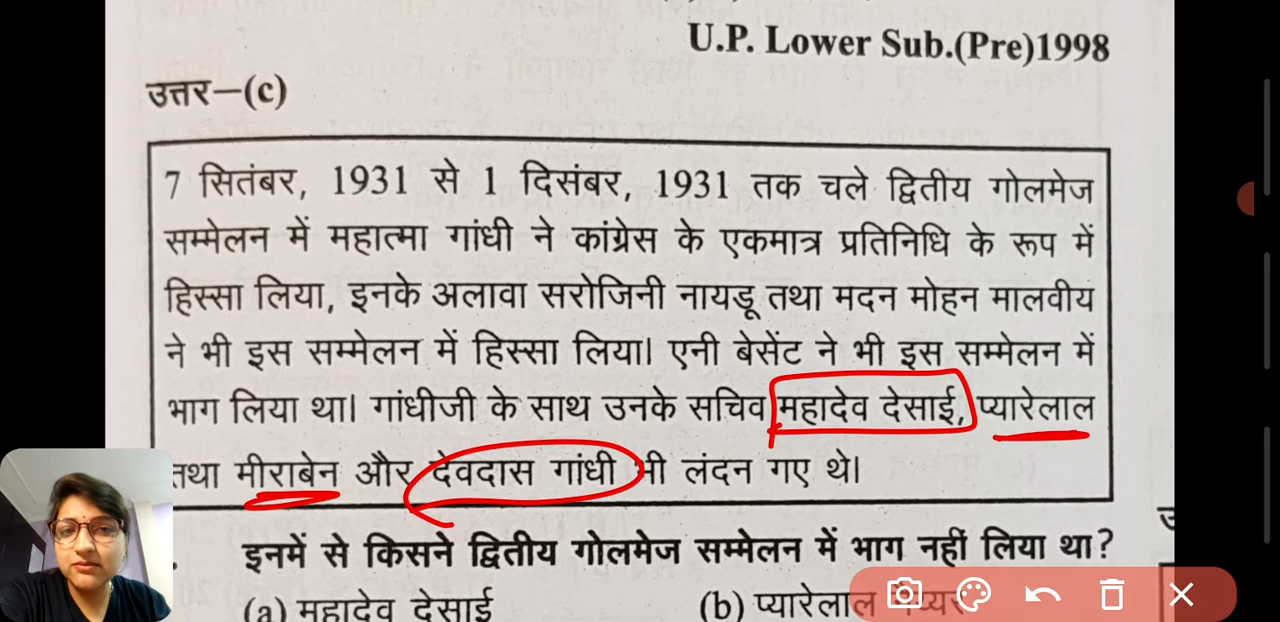 U.P. Lower Sub.(Pre)1998
उत्तर–(c)
7 सितंबर, 1931 से 1 दिसंबर, 1931 तक चले द्वितीय गोलमेज
सम्मेलन में महात्मा गांधी ने कांग्रेस के एकमात्र प्रतिनिधि के रूप में
हिस्सा लिया, इनके अलावा सरोजिनी नायडू तथा मदन मोहन मालवीय
ने भी इस सम्मेलन में हिस्सा लिया। एनी बेसेंट ने भी इस सम्मेलन में
भाग लिया था। गांधीजी के साथ उनके सचिव महादेव देसाई, प्यारेलाल
तथा मीराबेन और देवदास गांधी भी लंदन गए थे।
इनमें से किसने द्वितीय गोलमेज सम्मेलन में भाग नहीं लिया था?
(a) महादेव देसाई (b) प्यारेलाल